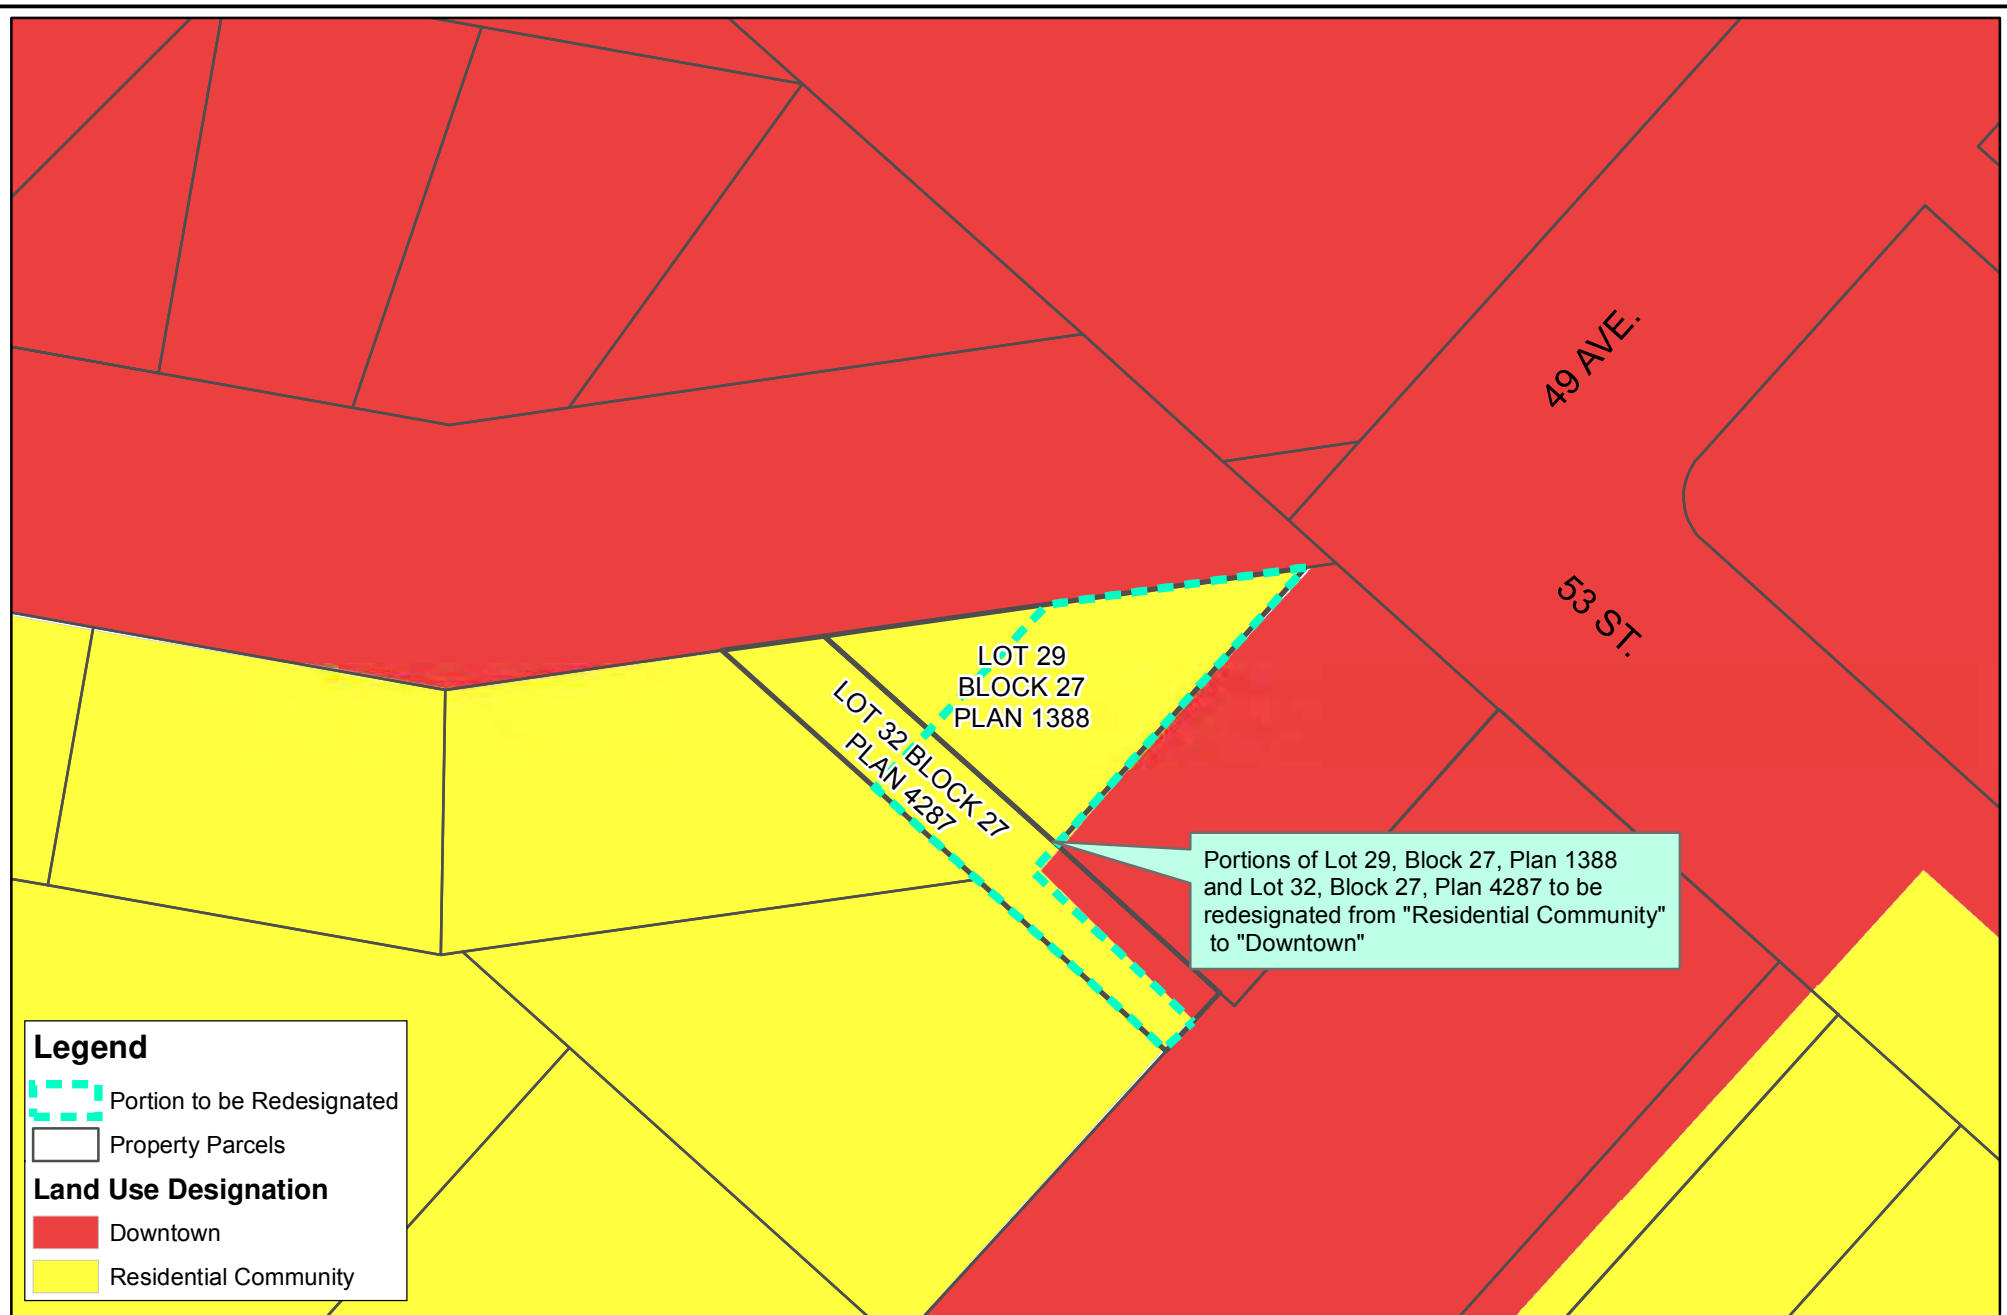 49 AVE.
53 ST.
LOT 29
BLOCK 27
PLAN 1388
LOT 32 BLOCK 27
PLAN 4287
Portions of Lot 29, Block 27, Plan 1388
and Lot 32, Block 27, Plan 4287 to be
redesignated from "Residential Community"
to "Downtown"
Legend
Portion to be Redesignated
Property Parcels
Land Use Designation
Downtown
Residential Community